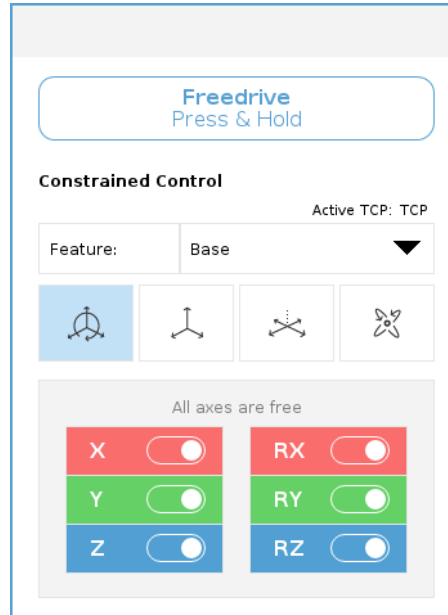 Freedrive
Press & Hold
Constrained Control
Active TCP: TCP
Feature: Base
All axes are free
X RX
Y RY
Z RZ